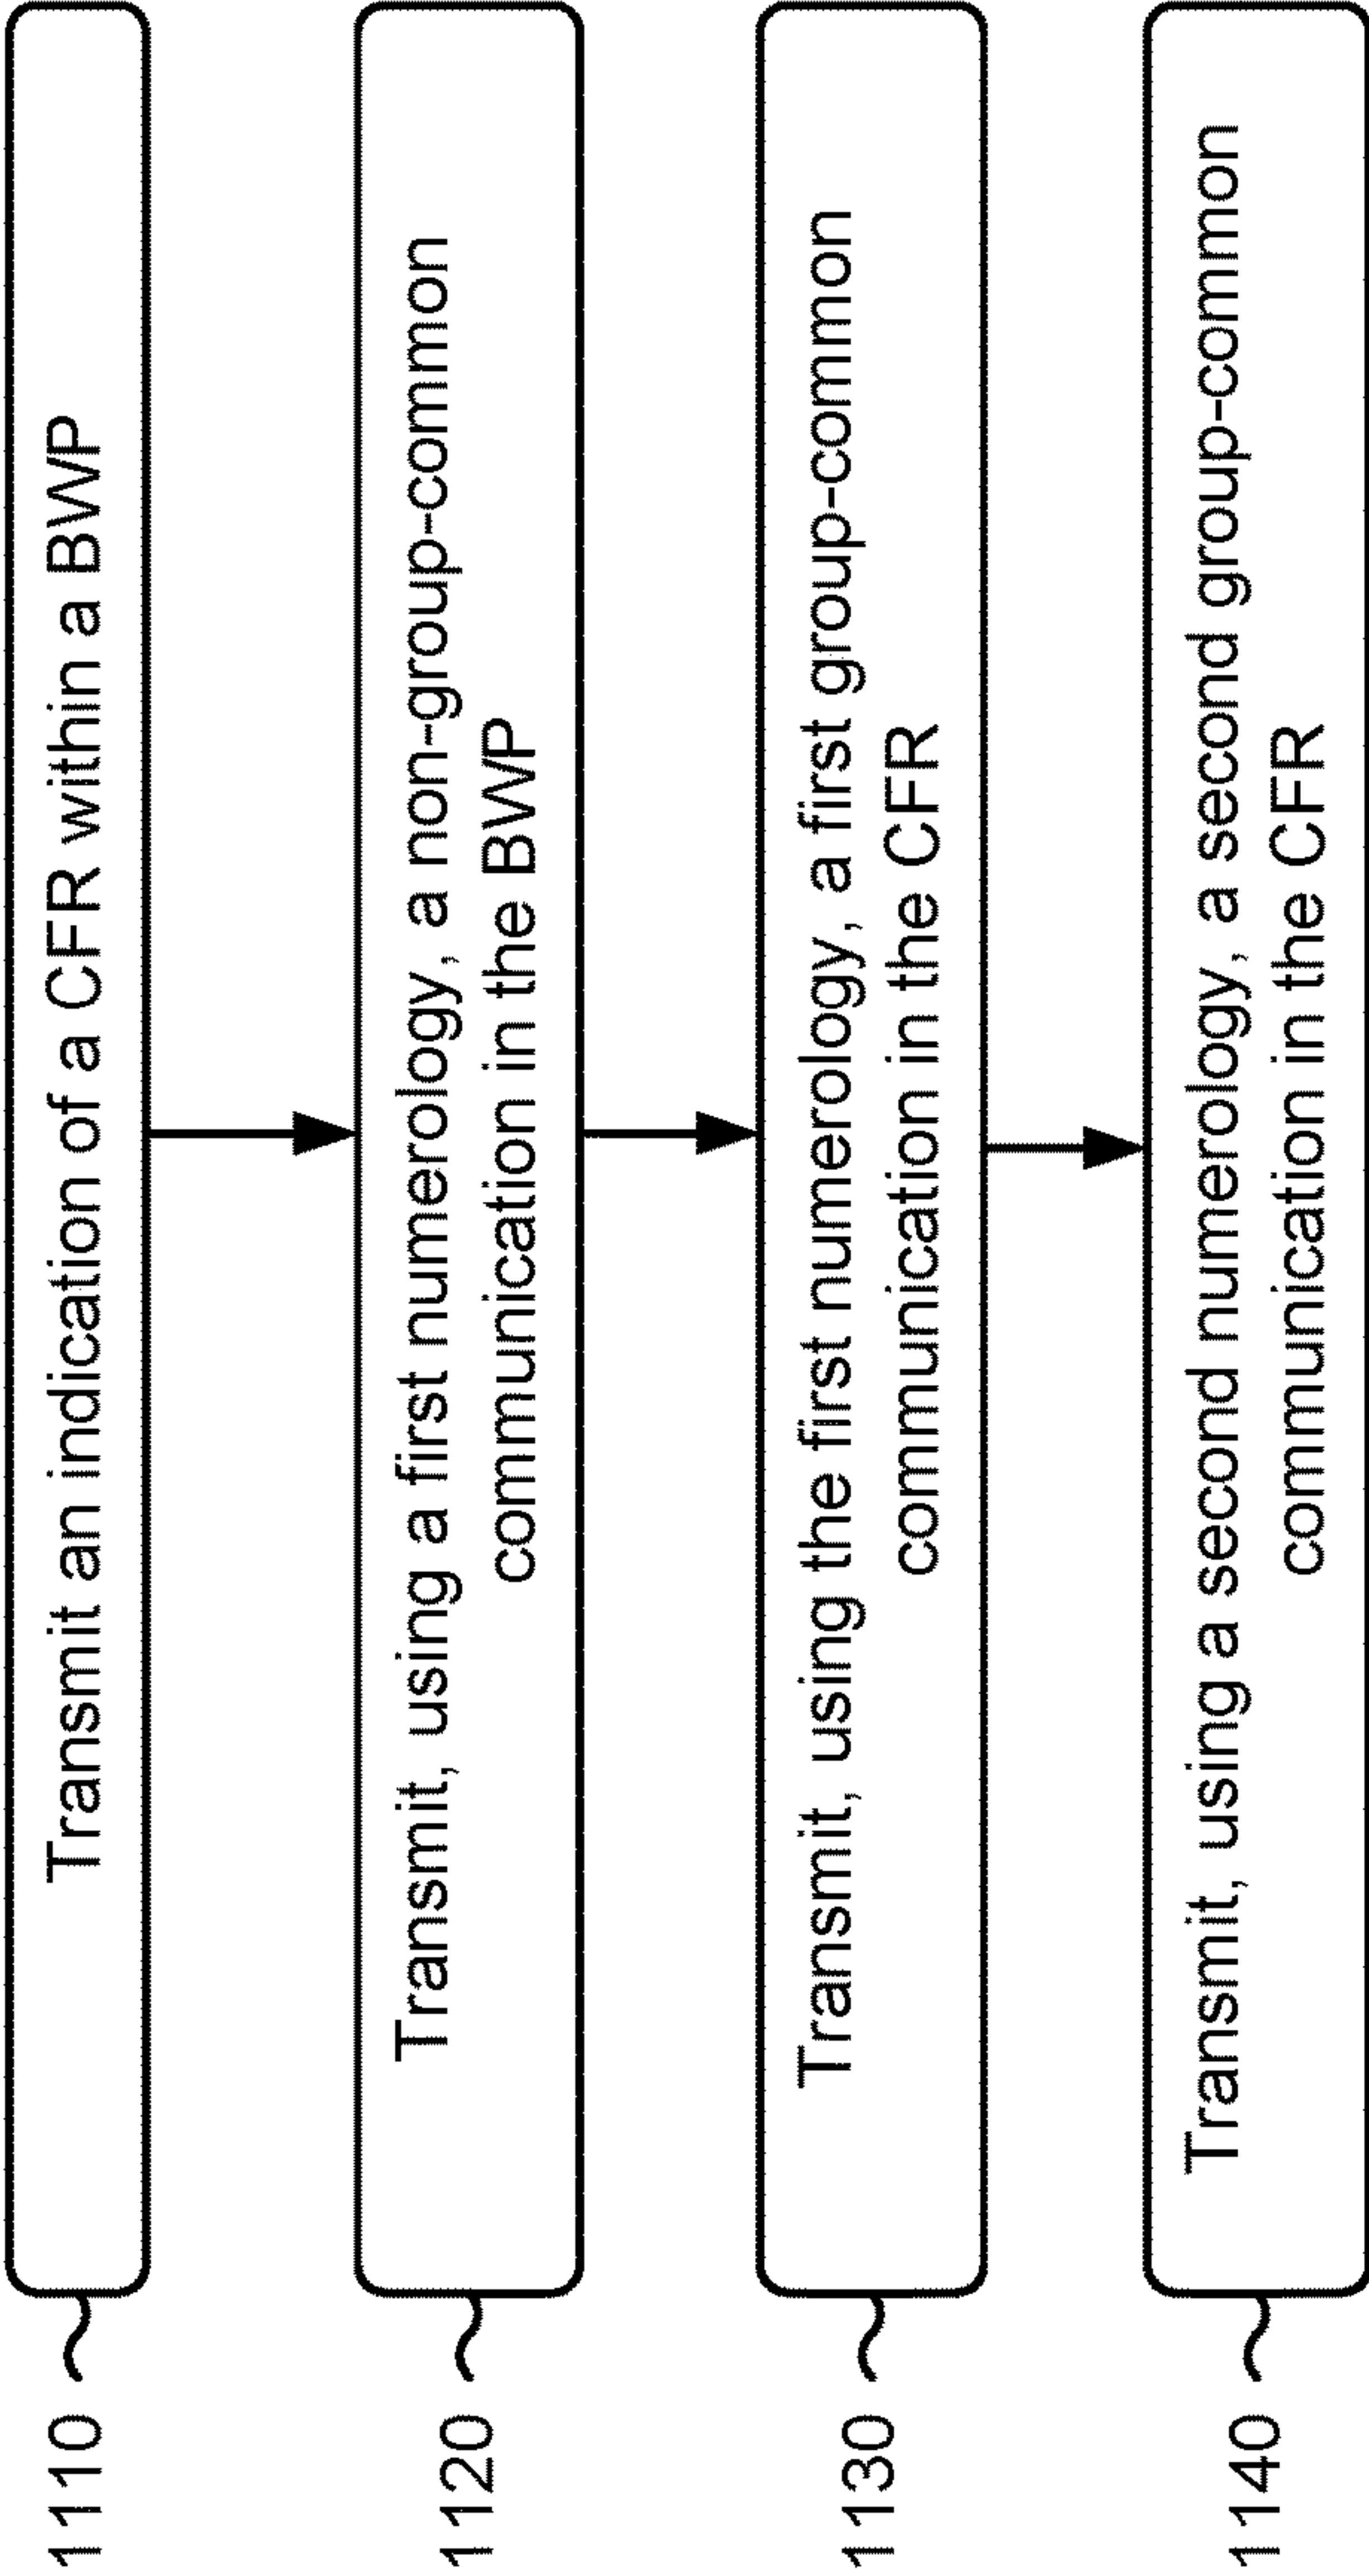 1110
Transmit an indication of a CFR within a BWP
1120
Transmit, using a first numerology, a non-group-common
communication in the BWP
1130
Transmit, using the first numerology, a first group-common
communication in the CFR
1140
Transmit, using a second numerology, a second group-common
communication in the CFR